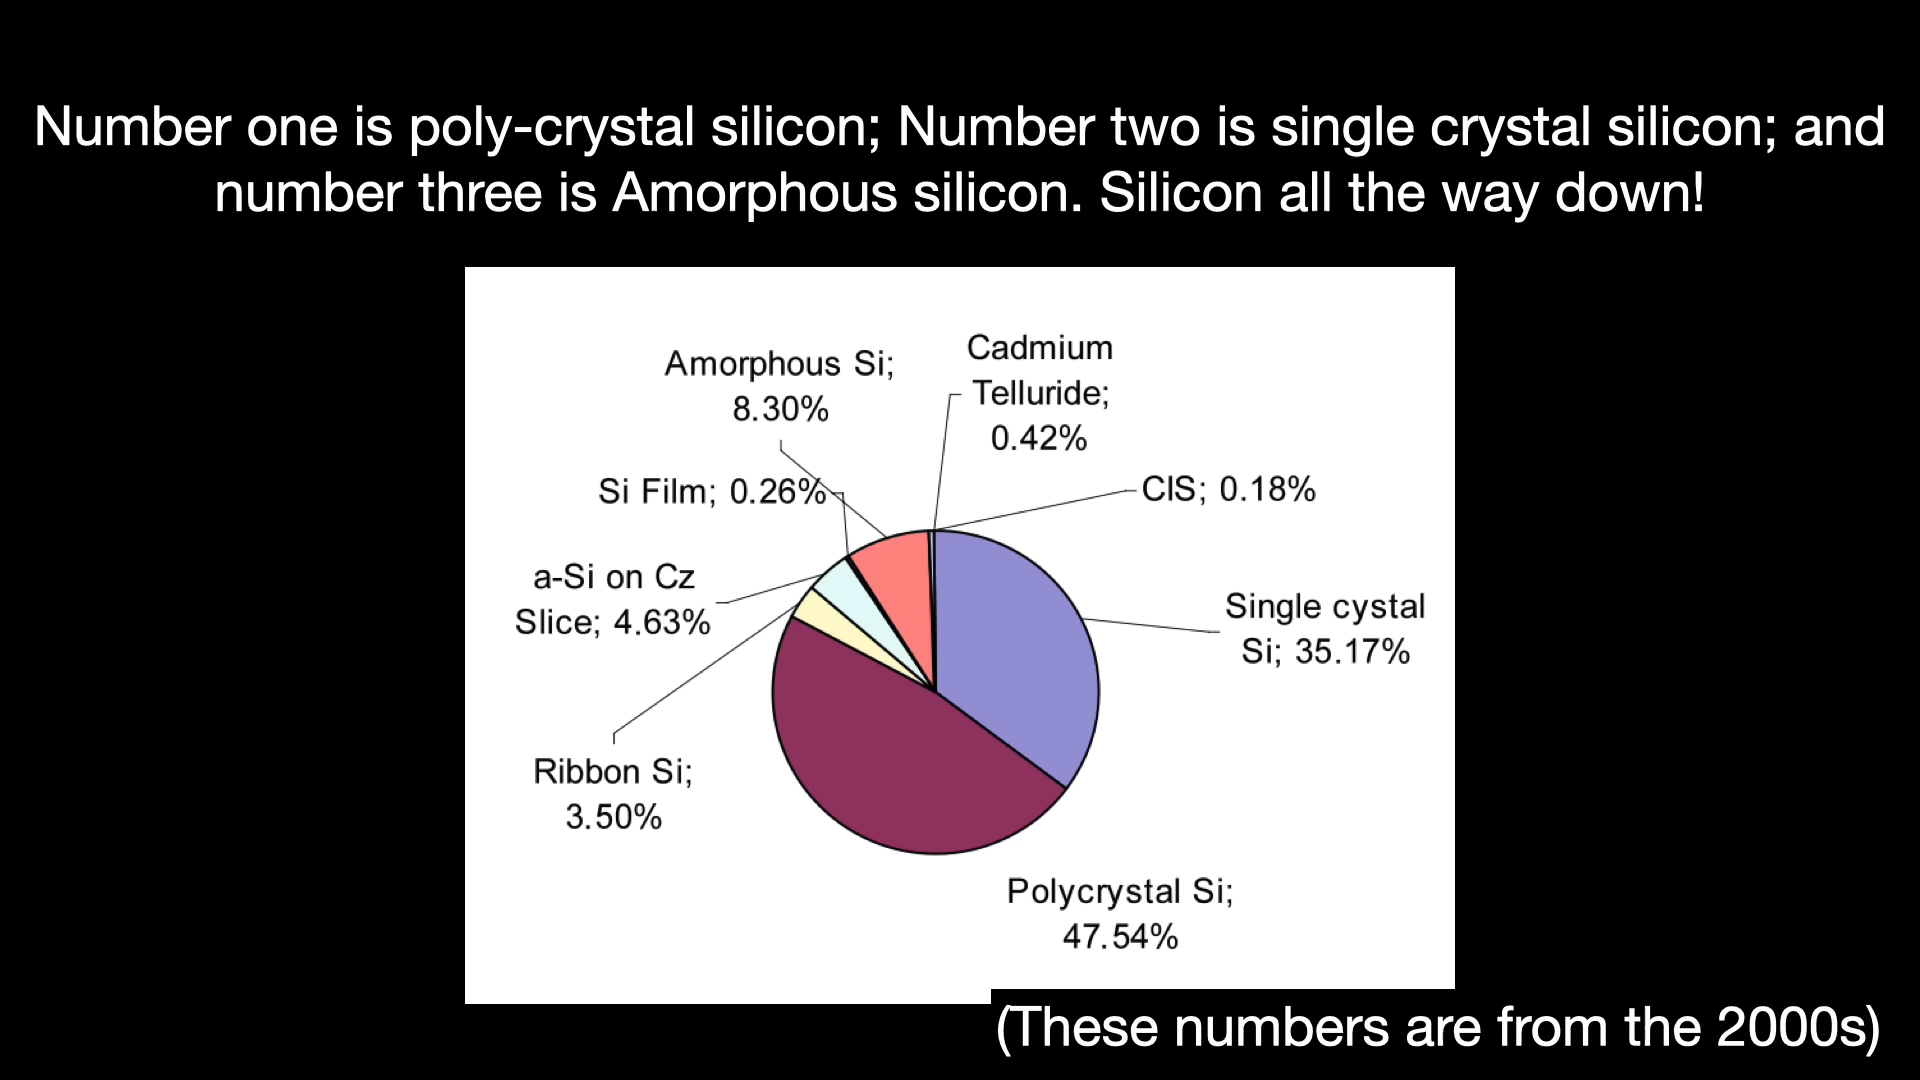 Number one is poly-crystal silicon; Number two is single crystal silicon; and
number three is Amorphous silicon. Silicon all the way down!
Amorphous Si;
8.30%
Cadmium
Telluride;
0.42%
Si Film; 0.26%
CIS; 0.18%
a-Si on Cz
Slice; 4.63%
Single cystal
Si; 35.17%
Ribbon Si;
3.50%
Polycrystal Si;
47.54%
(These numbers are from the 2000s)